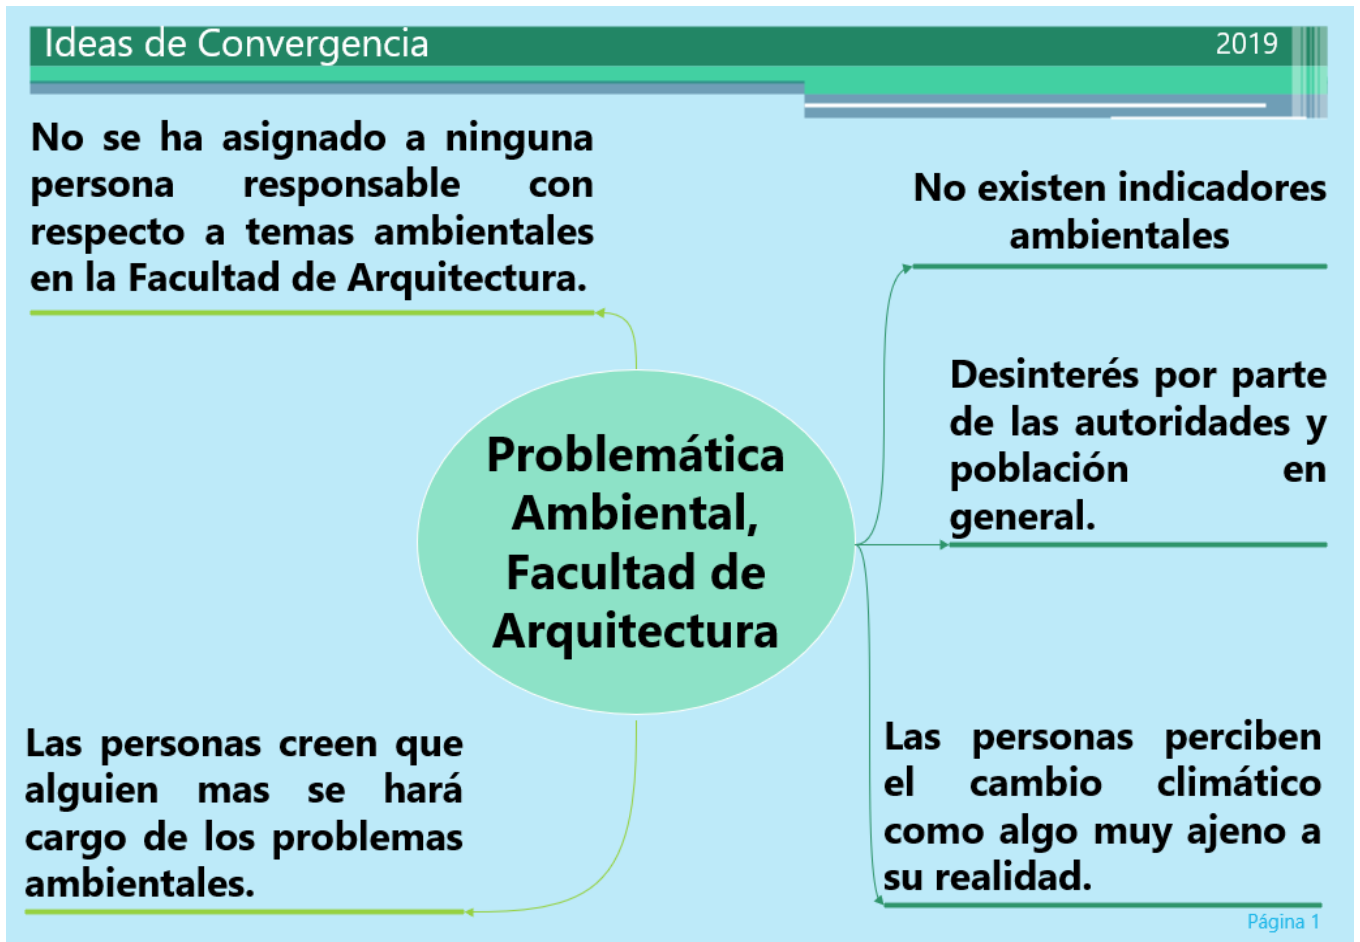 Ideas de Convergencia
2019
No se ha asignado a ninguna
persona responsable con
respecto a temas ambientales
en la Facultad de Arquitectura.
No existen indicadores
ambientales
Desinterés por parte
de las autoridades y
población en
general.
Problemática
Ambiental,
Facultad de
Arquitectura
Las personas creen que
alguien mas se hará
cargo de los problemas
ambientales.
Las personas perciben
el cambio climático
como algo muy ajeno a
su realidad.
Página 1